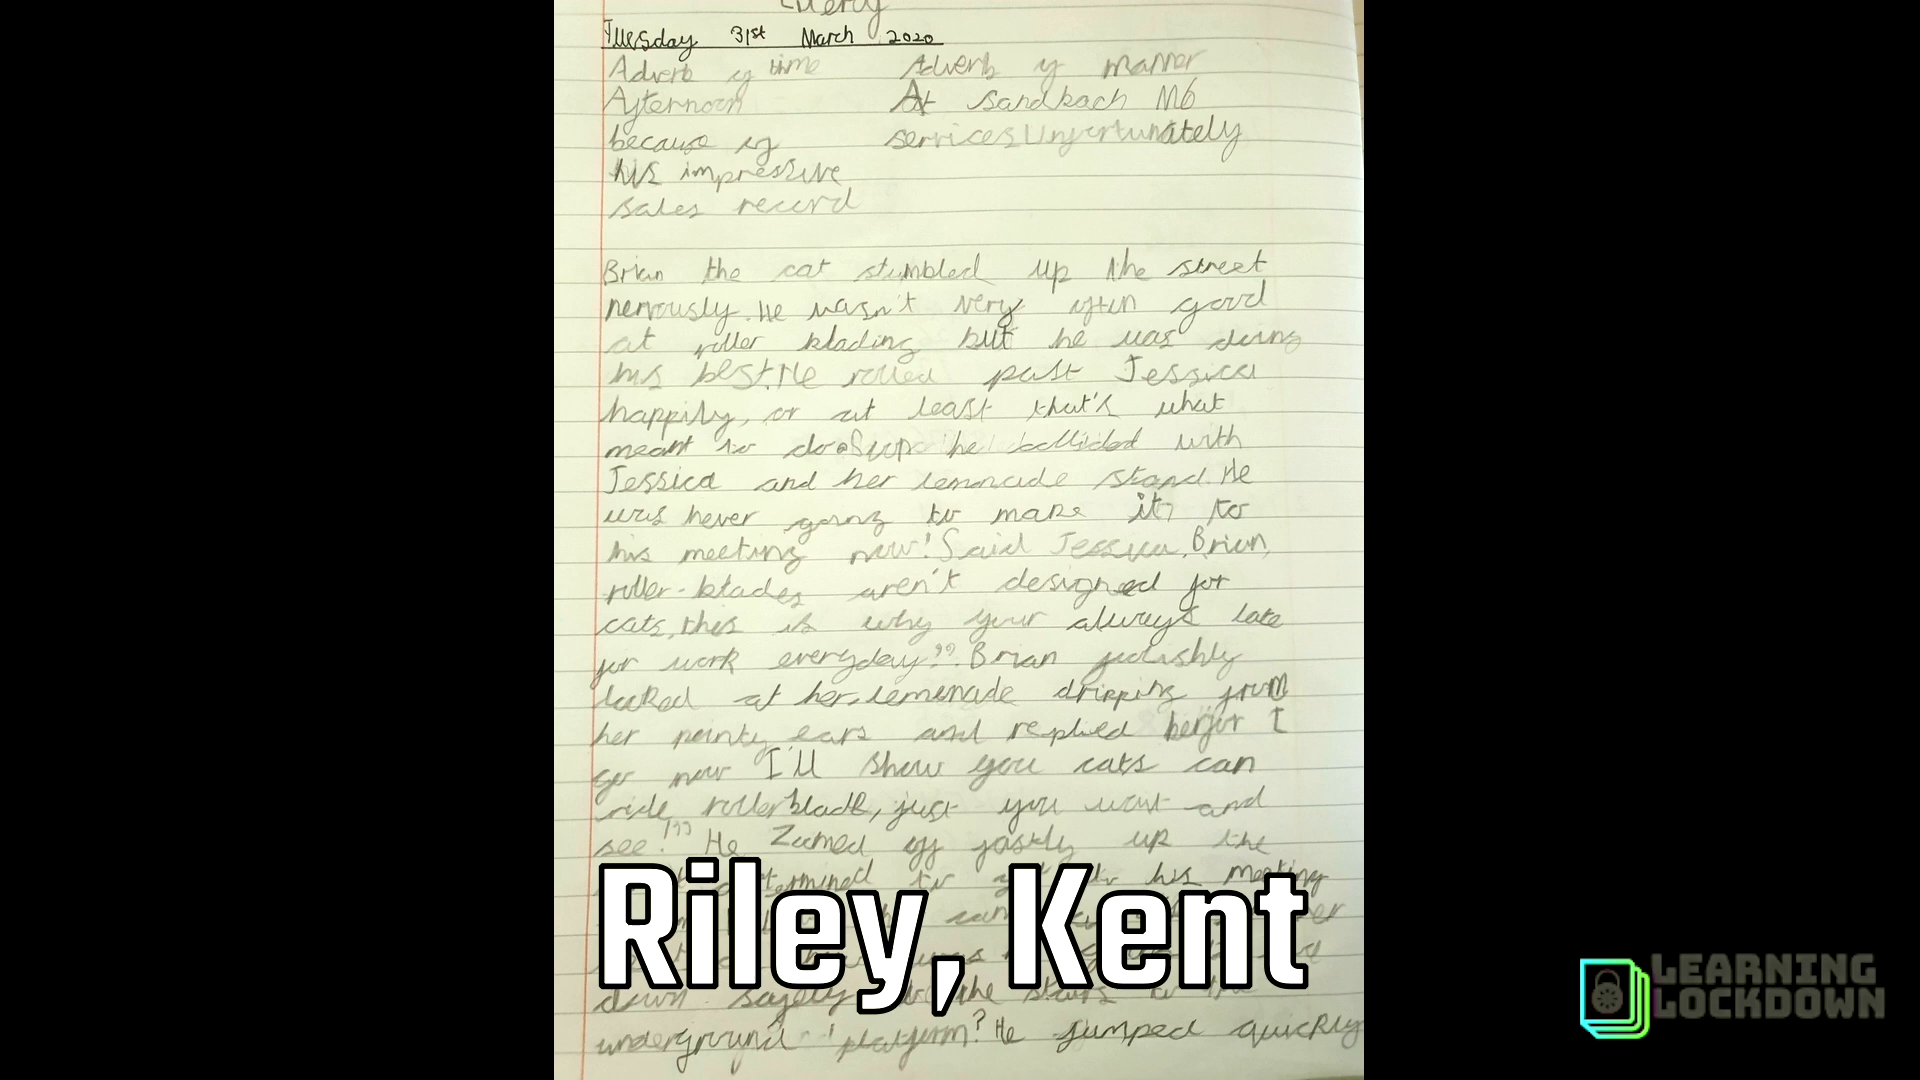 Tuesday 31st March 2020
Adverb of time Adverb of manner
Afternoon At Sandbach M6
because of services Unfortunately
his impressive
sales record
Brian the cat stumbled up the street
nervously. He wasn't very often good
at roller blading but he was doing
his best. He rolled past Jessica
happily, or at least that's what
meant to do. he collided with
Jessica and her lemonade stand. He
was never going to make it, to
his meeting now! Said Jessica, Brian,
roller-blades aren't designed for
cats, this is why your always late
for work everyday!". Brian
looked at her, lemonade dripping from
her pointy ears and replied I
go now I'll show you cats can
ride rollerblade, just you wait and
see!" He Zoomed off fastly up the
to his meeting
down safely the stairs
underground platform? He jumped quickly
Riley, Kent
LEARNING
LOCKDOWN